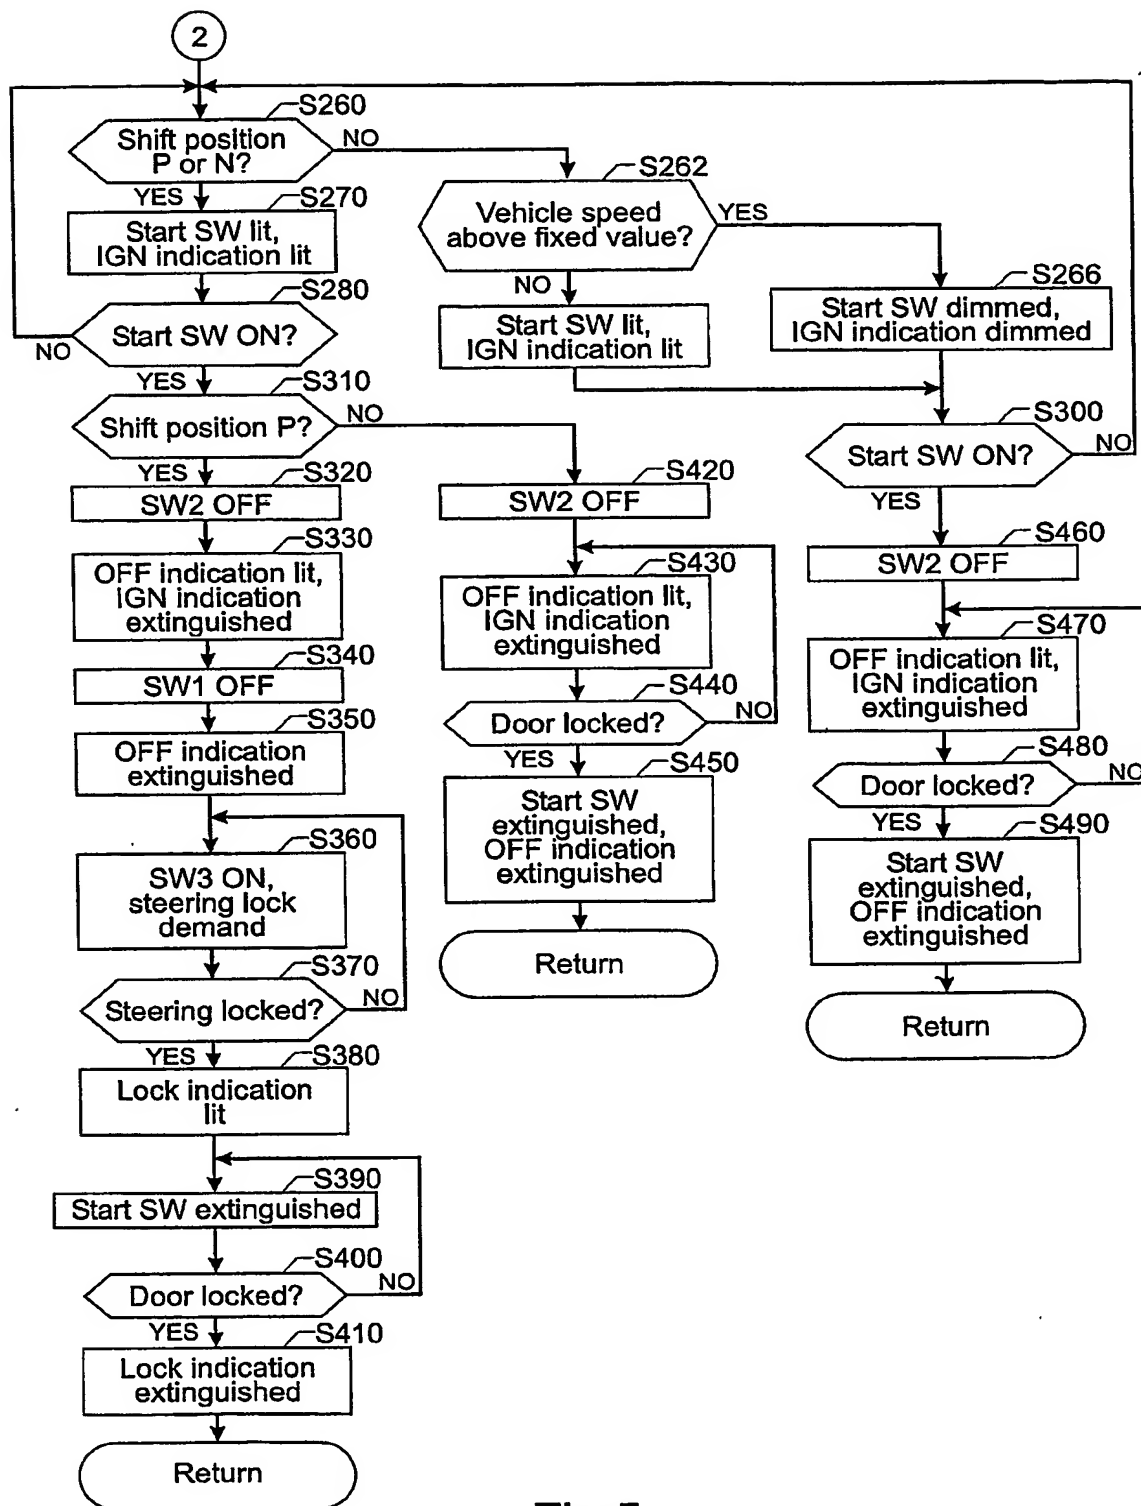 2
S260
Shift position
P or N?
NO
YES
S270
Start SW lit,
IGN indication lit
S280
Start SW ON?
NO
YES
S262
Vehicle speed
above fixed value?
YES
NO
Start SW lit,
IGN indication lit
S266
Start SW dimmed,
IGN indication dimmed
S300
Start SW ON?
NO
YES
S310
Shift position P?
NO
YES
S320
SW2 OFF
S330
OFF indication lit,
IGN indication
extinguished
S340
SW1 OFF
S350
OFF indication
extinguished
S360
SW3 ON,
steering lock
demand
S370
Steering locked?
NO
YES
S380
Lock indication
lit
S390
Start SW extinguished
S400
Door locked?
NO
YES
S410
Lock indication
extinguished
Return
S420
SW2 OFF
S430
OFF indication lit,
IGN indication
extinguished
S440
Door locked?
NO
YES
S450
Start SW
extinguished,
OFF indication
extinguished
Return
S460
SW2 OFF
S470
OFF indication lit,
IGN indication
extinguished
S480
Door locked?
NO
YES
S490
Start SW
extinguished,
OFF indication
extinguished
Return